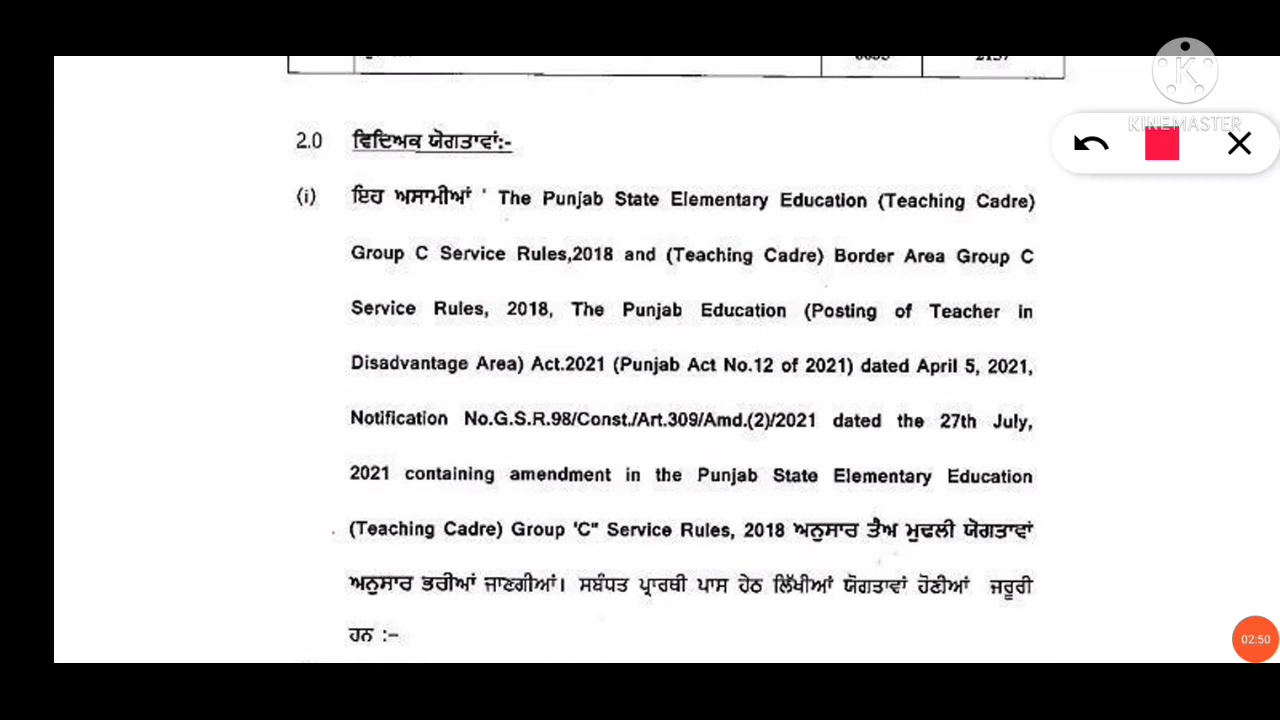 2.0 ਵਿਦਿਅਕ ਯੋਗਤਾਵਾਂ:-
(i) ਇਹ ਅਸਾਮੀਆਂ ' The Punjab State Elementary Education (Teaching Cadre)
Group C Service Rules,2018 and (Teaching Cadre) Border Area Group C
Service Rules, 2018, The Punjab Education (Posting of Teacher in
Disadvantage Area) Act.2021 (Punjab Act No.12 of 2021) dated April 5, 2021,
Notification No.G.S.R.98/Const./Art.309/Amd.(2)/2021 dated the 27th July,
2021 containing amendment in the Punjab State Elementary Education
(Teaching Cadre) Group 'C" Service Rules, 2018 ਅਨੁਸਾਰ ਤੈਅ ਮੁਢਲੀ ਯੋਗਤਾਵਾਂ
ਅਨੁਸਾਰ ਭਰੀਆਂ ਜਾਣਗੀਆਂ। ਸਬੰਧਤ ਪ੍ਰਾਰਥੀ ਪਾਸ ਹੇਠ ਲਿੱਖੀਆਂ ਯੋਗਤਾਵਾਂ ਹੋਣੀਆਂ ਜਰੂਰੀ
ਹਨ :-
K
KINEMASTER
02:50